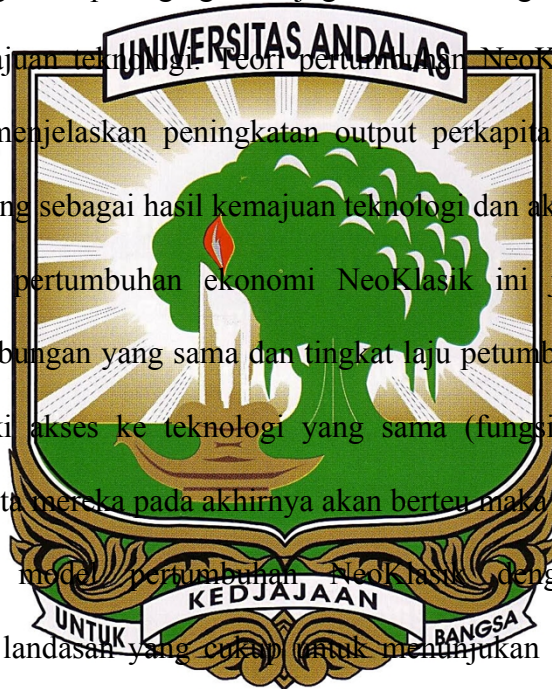 UNIVERSITAS ANDALAS
juan teknologi. Teori pertumbuhan NeoK
menjelaskan peningkatan output perkapita
ng sebagai hasil kemajuan teknologi dan ak
pertumbuhan ekonomi NeoKlasik ini
bungan yang sama dan tingkat laju petumb
ki akses ke teknologi yang sama (fungsi
ta mereka pada akhirnya akan berteu maka
model pertumbuhan NeoKlasik deng
UNTUK KEDJAJAAN BANGSA
landasan yang cukup untuk menunjukan